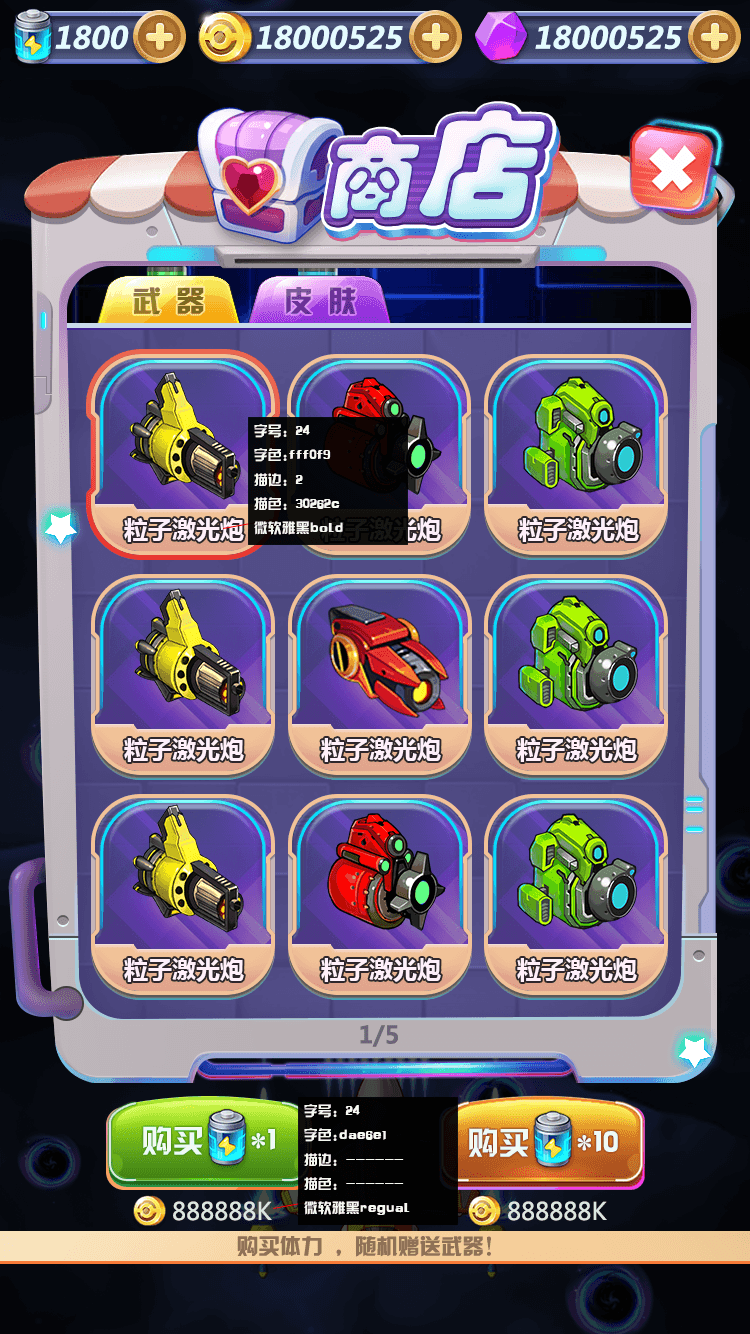 1800
18000525
18000525
商店
武器
皮肤
字号：24
字色:fff0f9
描边：2
描色：30262c
微软雅黑bold
粒子激光炮
光炮
粒子激光炮
粒子激光炮
粒子激光炮
粒子激光炮
粒子激光炮
粒子激光炮
粒子激光炮
1/5
购买*1
字号：24
字色:dae6e1
描边：------
描色：------
微软雅黑regual
购买*10
888888K
888888K
购买体力，随机赠送武器！